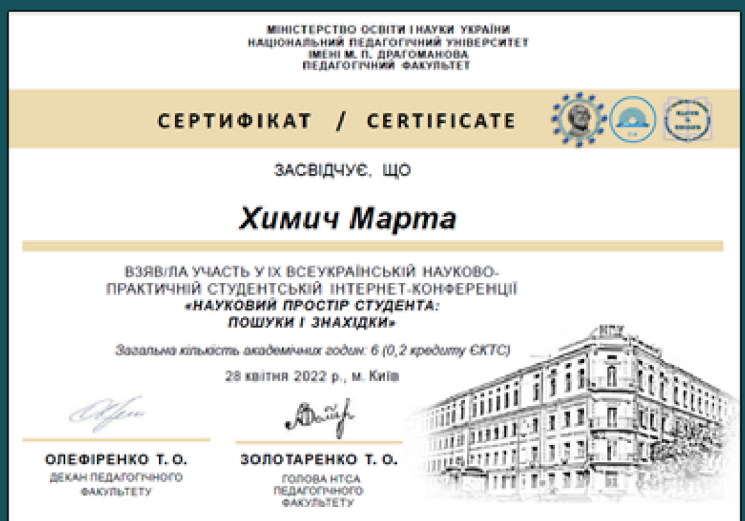 МІНІСТЕРСТВО ОСВІТИ І НАУКИ УКРАЇНИ
НАЦІОНАЛЬНИЙ ПЕДАГОГІЧНИЙ УНІВЕРСИТЕТ
ІМЕНІ М. П. ДРАГОМАНОВА
ПЕДАГОГІЧНИЙ ФАКУЛЬТЕТ
СЕРТИФІКАТ / CERTIFICATE
ЗАСВІДЧУЄ, ЩО
Химич Марта
ВЗЯВ/ЛА УЧАСТЬ У ІХ ВСЕУКРАЇНСЬКІЙ НАУКОВО-
ПРАКТИЧНІЙ СТУДЕНТСЬКІЙ ІНТЕРНЕТ-КОНФЕРЕНЦІЇ
«НАУКОВИЙ ПРОСТІР СТУДЕНТА:
ПОШУКИ І ЗНАХІДКИ»
Загальна кількість академічних годин: 6 (0,2 кредиту ЄКТС)
28 квітня 2022 р., м. Київ
НПУ
ОЛЕФІРЕНКО Т. О.
ДЕКАН ПЕДАГОГІЧНОГО
ФАКУЛЬТЕТУ
ЗОЛОТАРЕНКО Т. О.
ГОЛОВА НТСА
ПЕДАГОГІЧНОГО
ФАКУЛЬТЕТУ